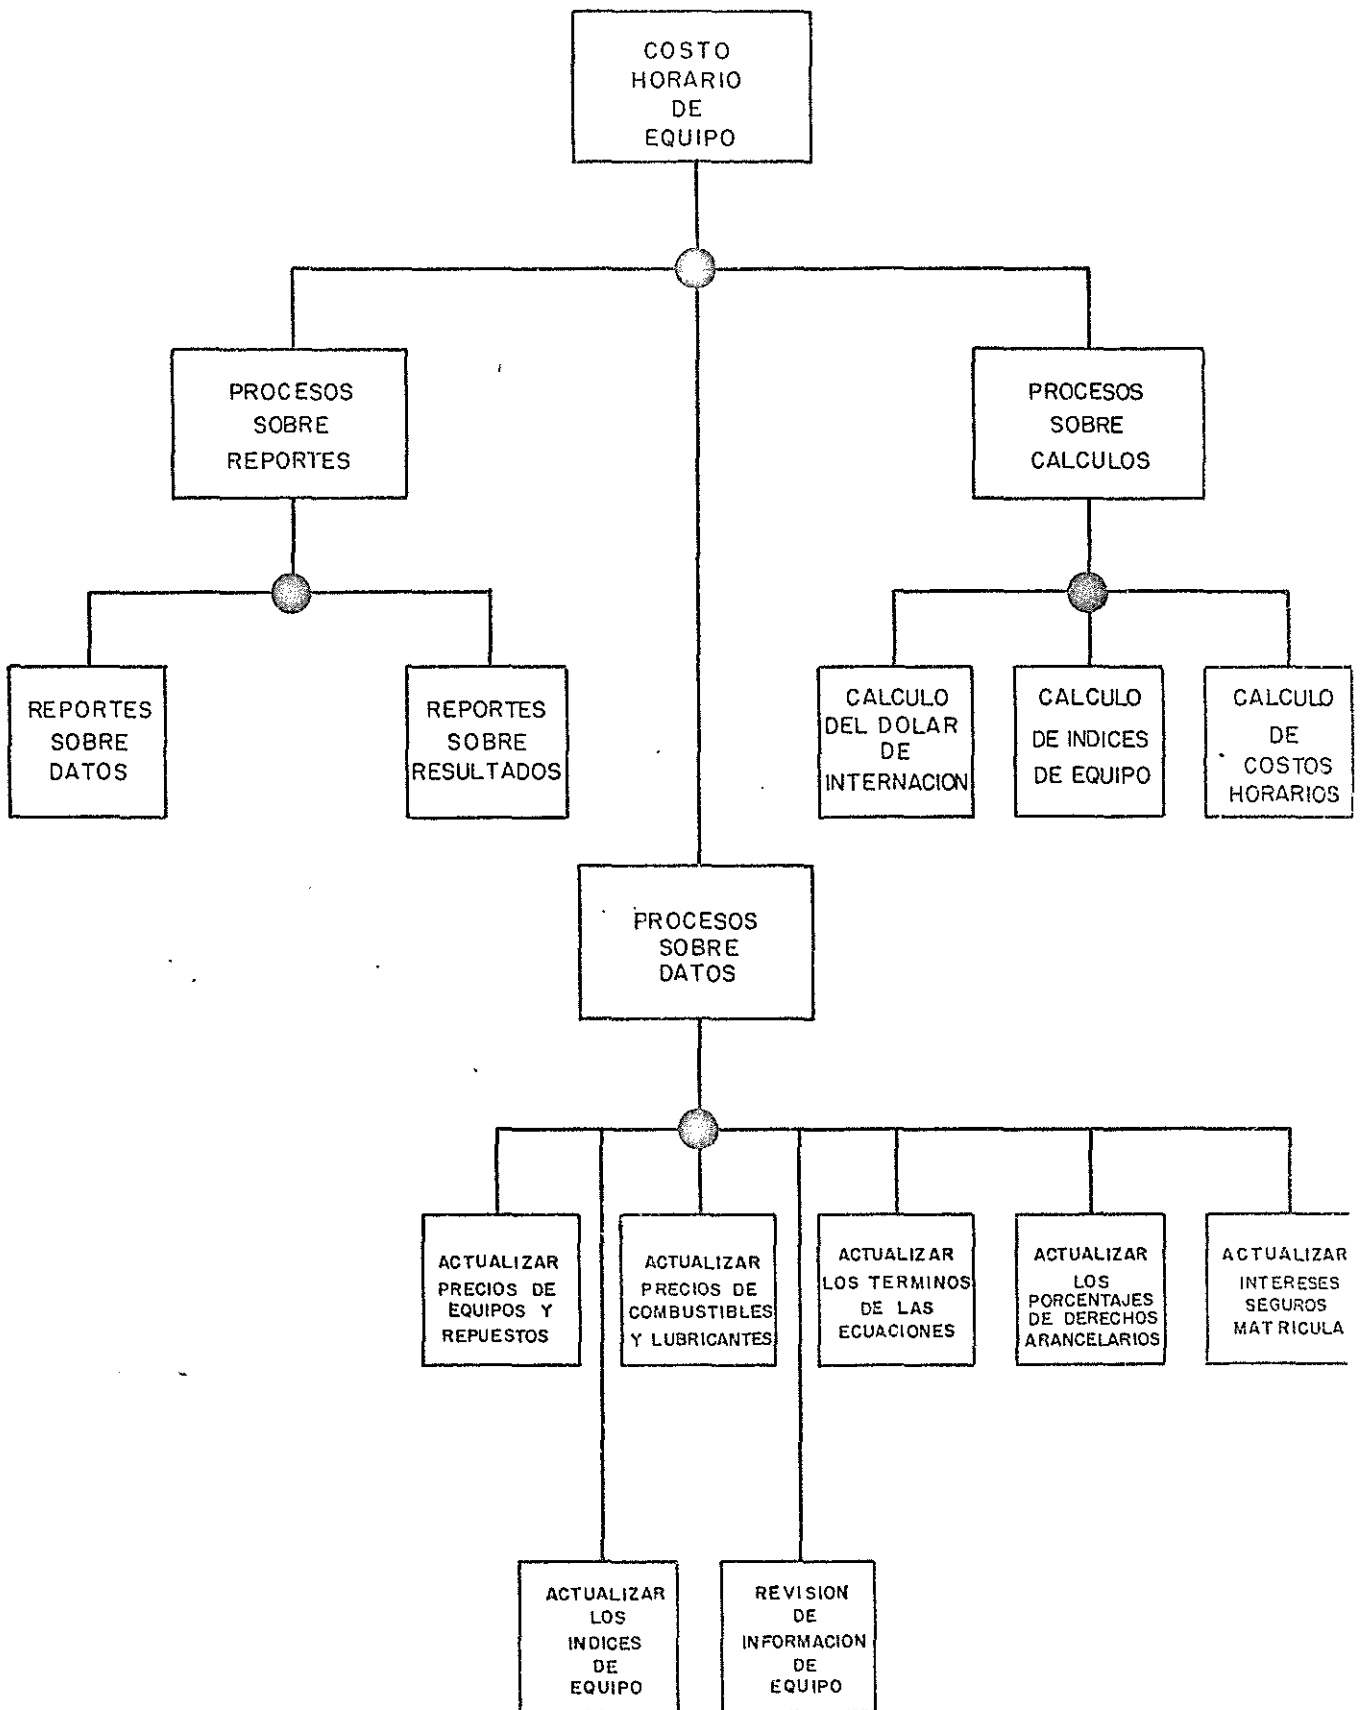 COSTO
HORARIO
DE
EQUIPO
PROCESOS
SOBRE
REPORTES
PROCESOS
SOBRE
CALCULOS
REPORTES
SOBRE
DATOS
REPORTES
SOBRE
RESULTADOS
CALCULO
DEL DOLAR
DE
INTERNACION
CALCULO
DE INDICES
DE EQUIPO
CALCULO
DE
COSTOS
HORARIOS
PROCESOS
SOBRE
DATOS
ACTUALIZAR
PRECIOS DE
EQUIPOS Y
REPUESTOS
ACTUALIZAR
PRECIOS DE
COMBUSTIBLES
Y LUBRICANTES
ACTUALIZAR
LOS TERMINOS
DE LAS
ECUACIONES
ACTUALIZAR
LOS
PORCENTAJES
DE DERECHOS
ARANCELARIOS
ACTUALIZAR
INTERESES
SEGUROS
MATRICULA
ACTUALIZAR
LOS
INDICES
DE
EQUIPO
REVISION
DE
INFORMACION
DE
EQUIPO